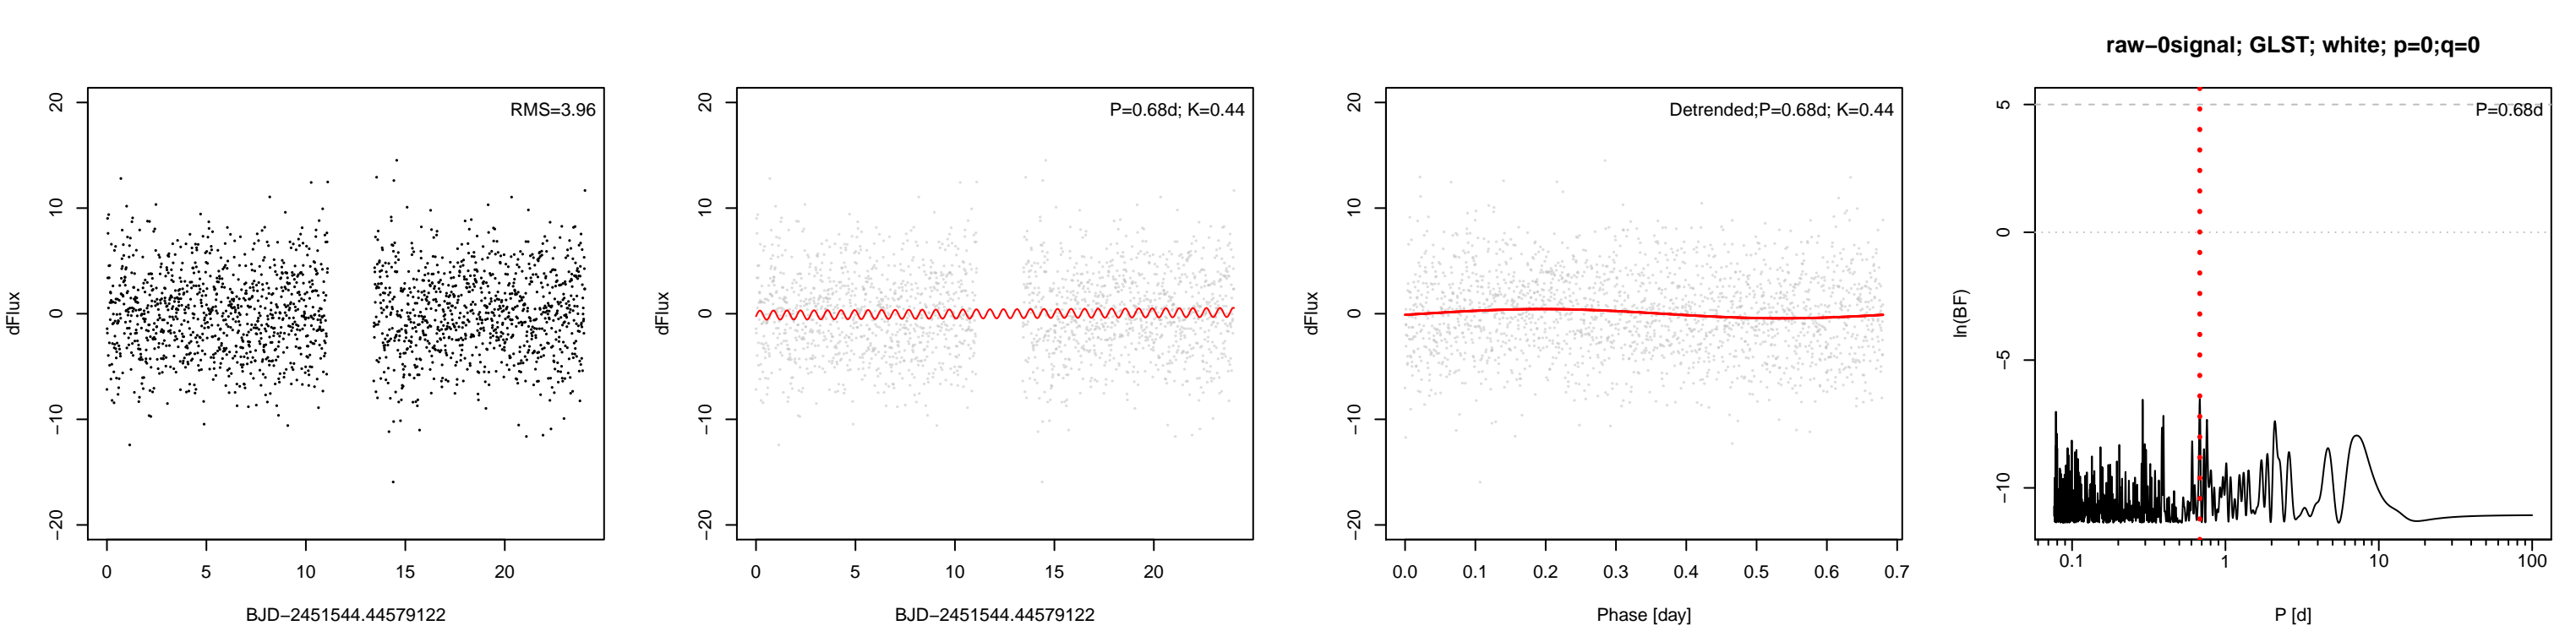 raw−0signal; GLST; white; p=0;q=0
20
10
0
−10
−20
dFlux
RMS=3.96
0 5 10 15 20
BJD−2451544.44579122
20
10
0
−10
−20
dFlux
P=0.68d; K=0.44
0 5 10 15 20
BJD−2451544.44579122
20
10
0
−10
−20
dFlux
Detrended;P=0.68d; K=0.44
0.0 0.1 0.2 0.3 0.4 0.5 0.6 0.7
Phase [day]
5
0
−5
−10
ln(BF)
P=0.68d
0.1 1 10 100
P [d]